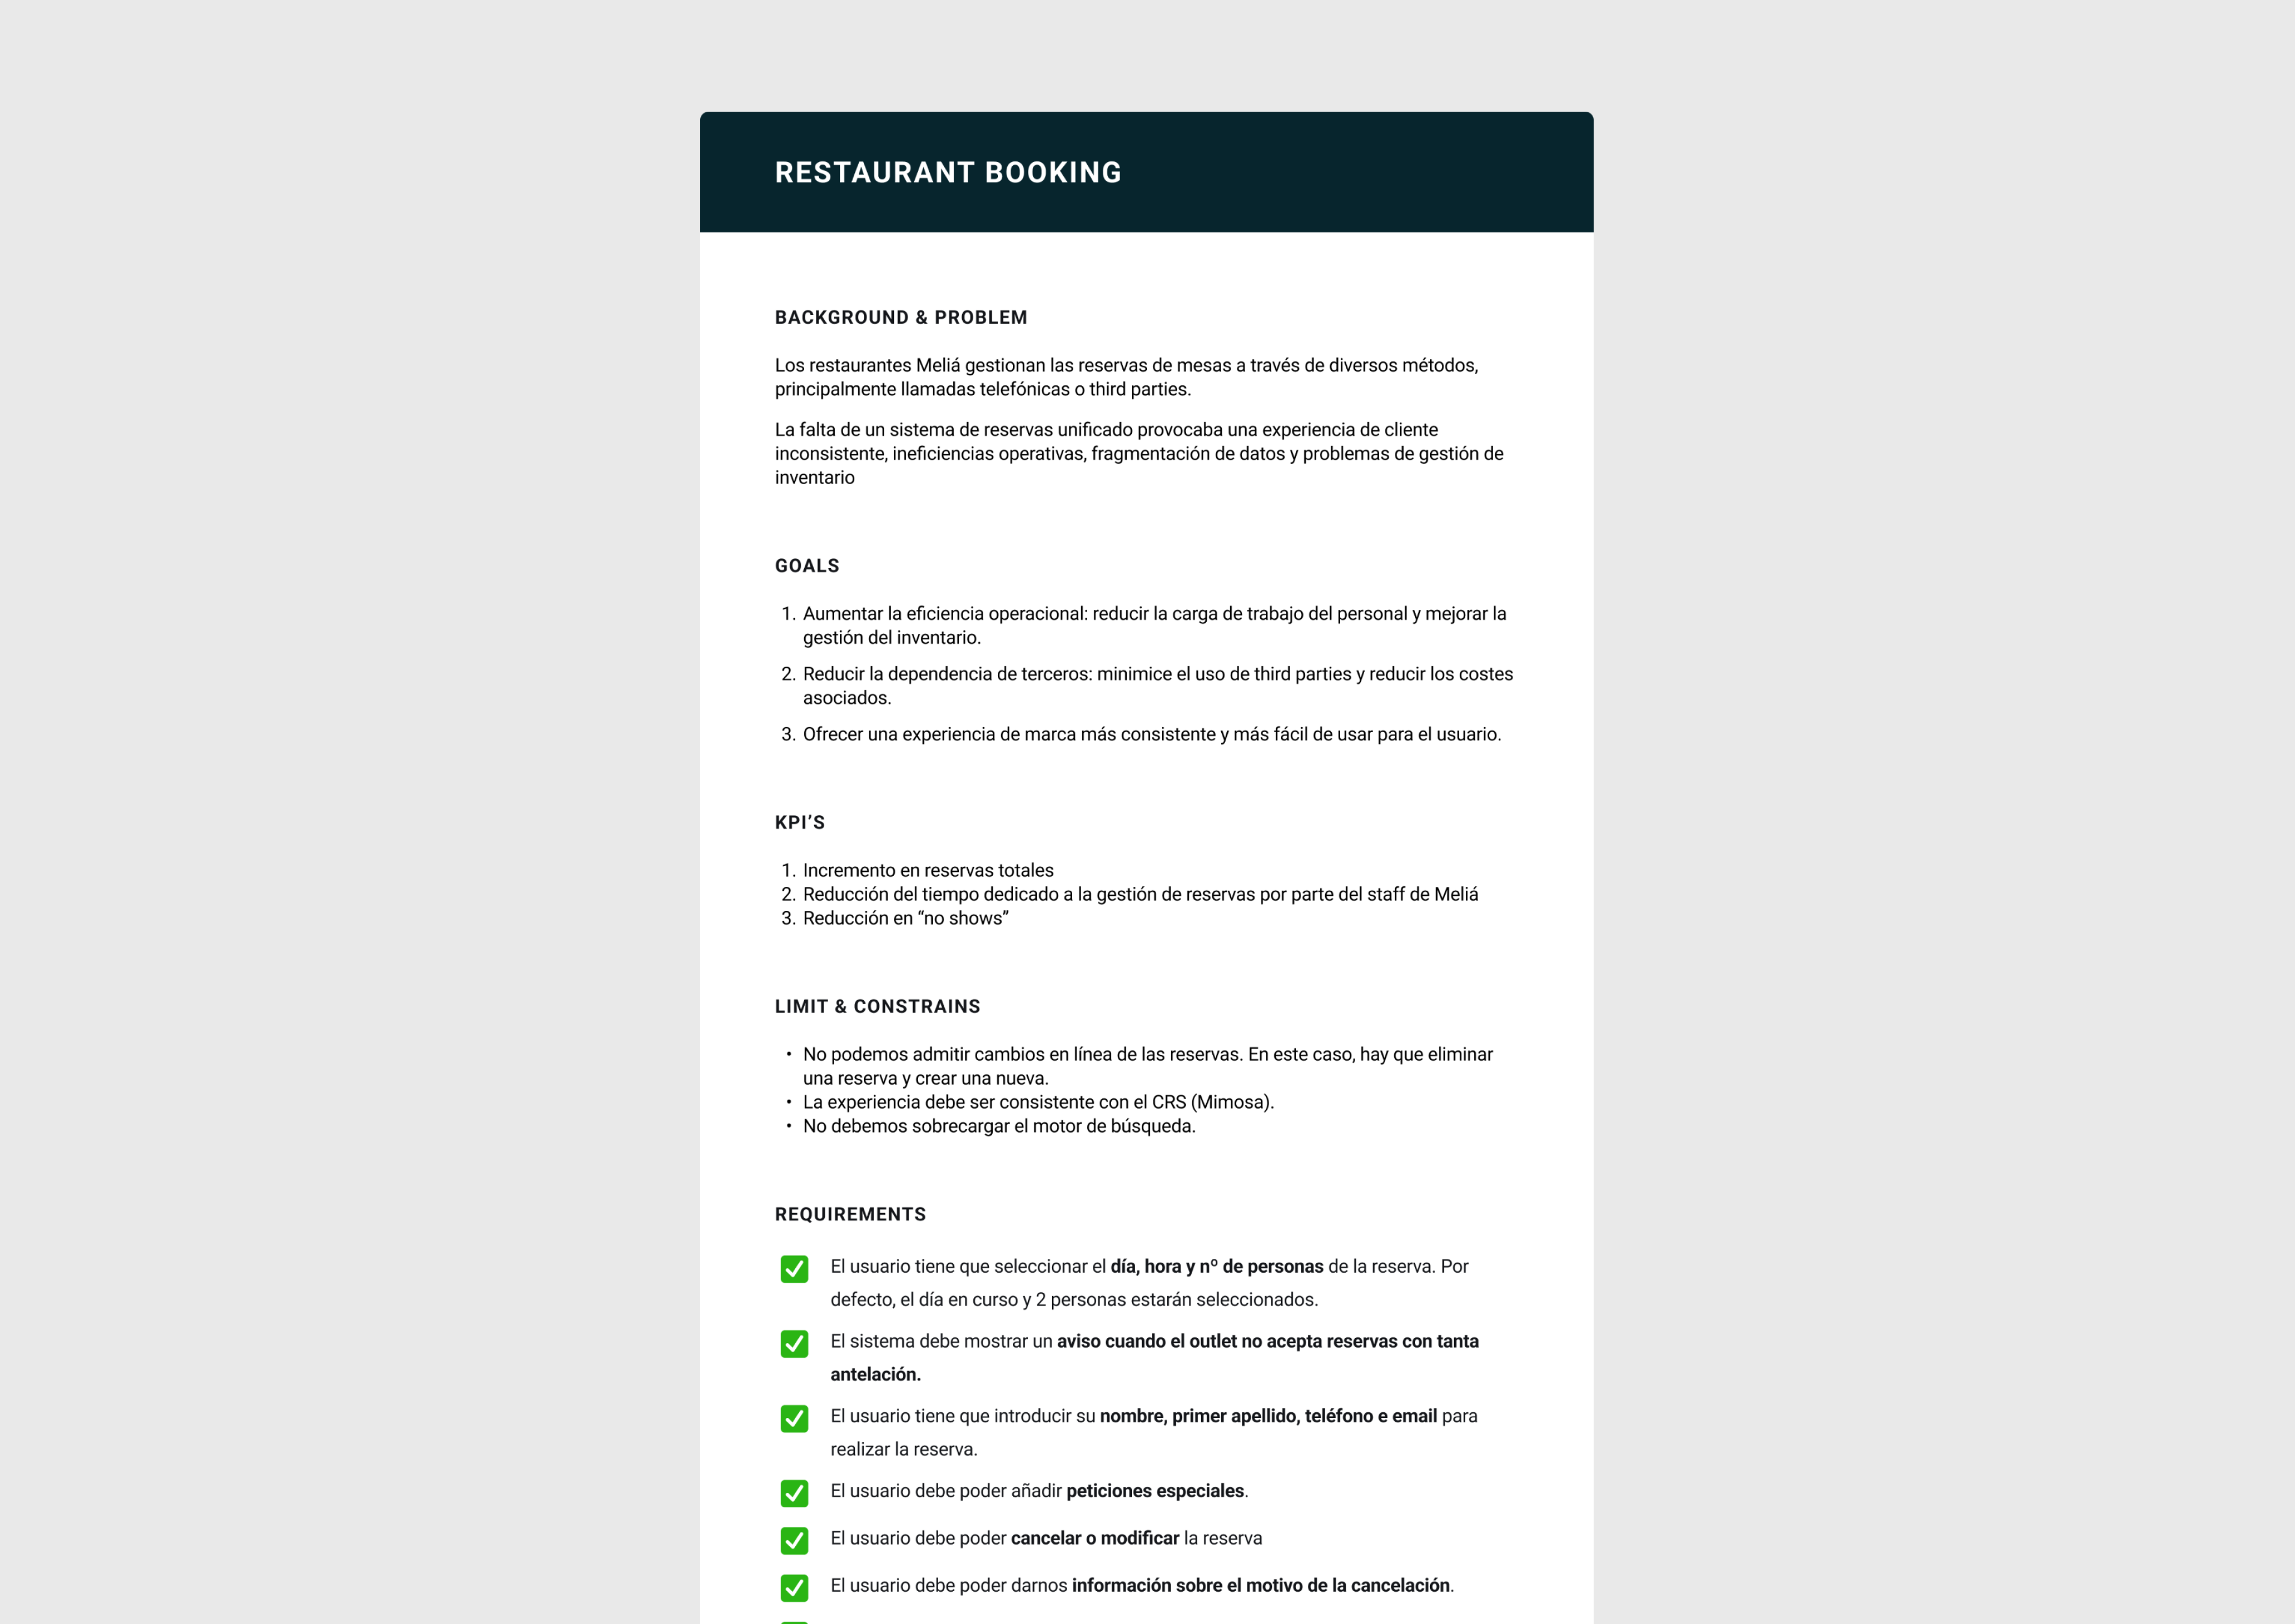 RESTAURANT BOOKING
BACKGROUND & PROBLEM
Los restaurantes Meliá gestionan las reservas de mesas a través de diversos métodos,
principalmente llamadas telefónicas o third parties.
La falta de un sistema de reservas unificado provocaba una experiencia de cliente
inconsistente, ineficiencias operativas, fragmentación de datos y problemas de gestión de
inventario
GOALS
1. Aumentar la eficiencia operacional: reducir la carga de trabajo del personal y mejorar la
gestión del inventario.
2. Reducir la dependencia de terceros: minimice el uso de third parties y reducir los costes
asociados.
3. Ofrecer una experiencia de marca más consistente y más fácil de usar para el usuario.
KPI’S
1. Incremento en reservas totales
2. Reducción del tiempo dedicado a la gestión de reservas por parte del staff de Meliá
3. Reducción en “no shows”
LIMIT & CONSTRAINS
• No podemos admitir cambios en línea de las reservas. En este caso, hay que eliminar
una reserva y crear una nueva.
• La experiencia debe ser consistente con el CRS (Mimosa).
• No debemos sobrecargar el motor de búsqueda.
REQUIREMENTS
El usuario tiene que seleccionar el día, hora y nº de personas de la reserva. Por
defecto, el día en curso y 2 personas estarán seleccionados.
El sistema debe mostrar un aviso cuando el outlet no acepta reservas con tanta
antelación.
El usuario tiene que introducir su nombre, primer apellido, teléfono e email para
realizar la reserva.
El usuario debe poder añadir peticiones especiales.
El usuario debe poder cancelar o modificar la reserva
El usuario debe poder darnos información sobre el motivo de la cancelación.